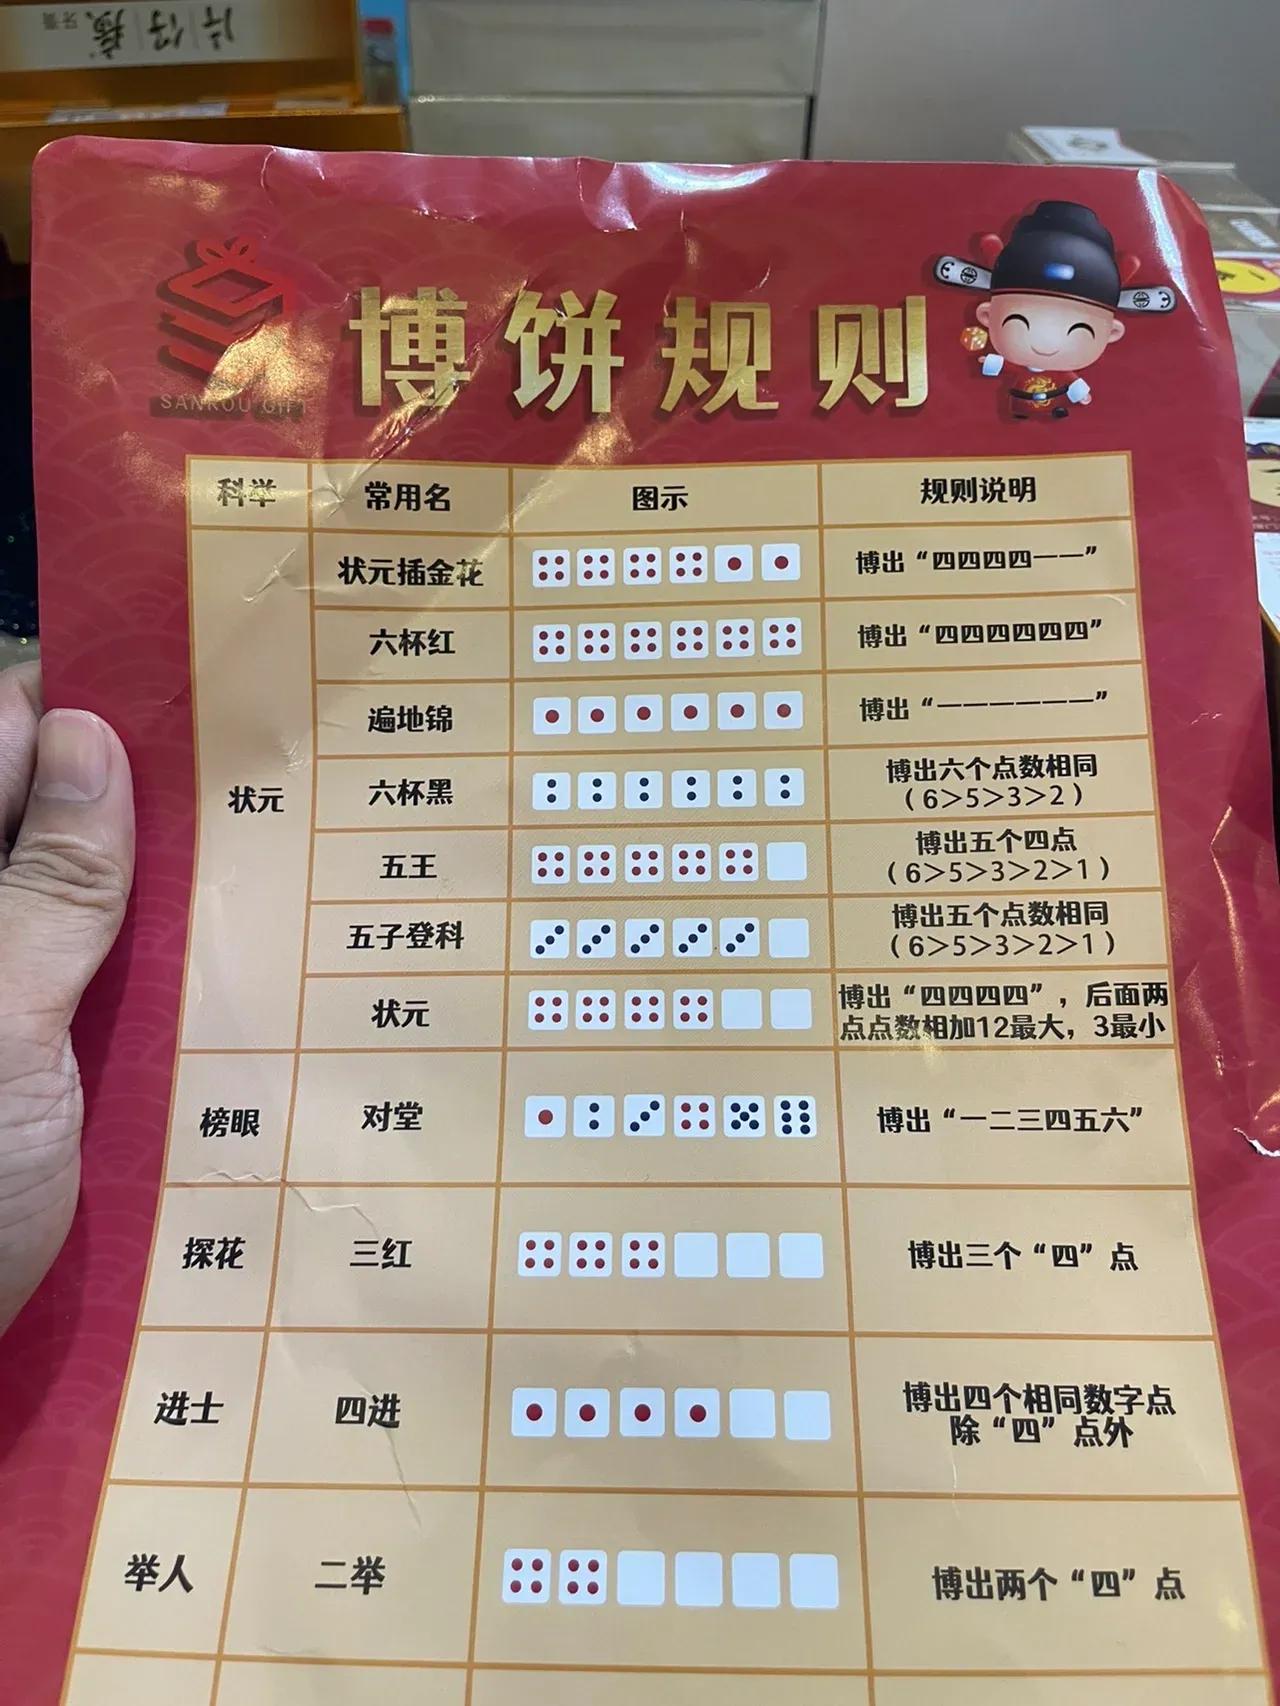 片仔癀
牙膏
SANKOU GIFT
博饼规则
科举 常用名 图示 规则说明
状元
状元插金花 博出“四四四四一一”
六杯红 博出“四四四四四四”
遍地锦 博出“一一一一一一”
六杯黑 博出六个点数相同
(6>5>3>2)
五王 博出五个四点
(6>5>3>2>1)
五子登科 博出五个点数相同
(6>5>3>2>1)
状元 博出“四四四四”，后面两
点点数相加12最大，3最小
榜眼 对堂 博出“一二三四五六”
探花 三红 博出三个“四”点
进士 四进 博出四个相同数字点
除“四”点外
举人 二举 博出两个“四”点